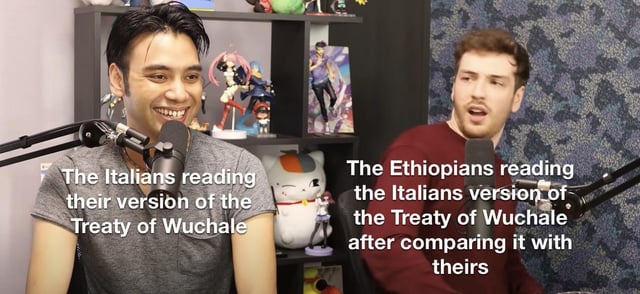 The Italians reading
their version of the
Treaty of Wuchale
The Ethiopians reading
the Italians version of
the Treaty of Wuchale
after comparing it with
theirs